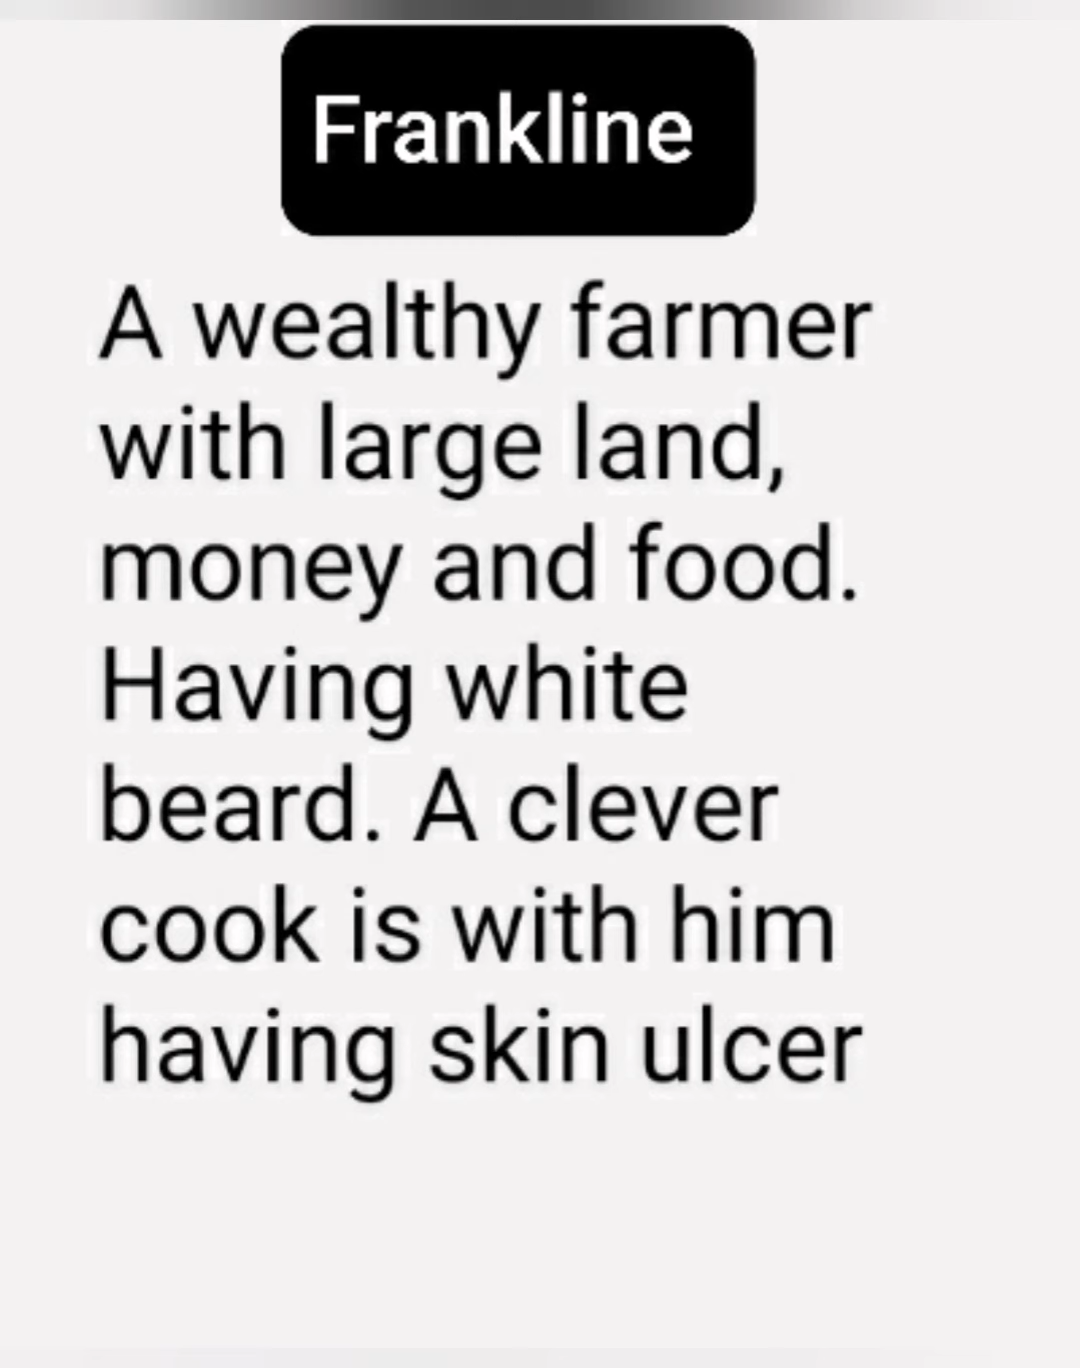 Frankline
A wealthy farmer
with large land,
money and food.
Having white
beard. A clever
cook is with him
having skin ulcer